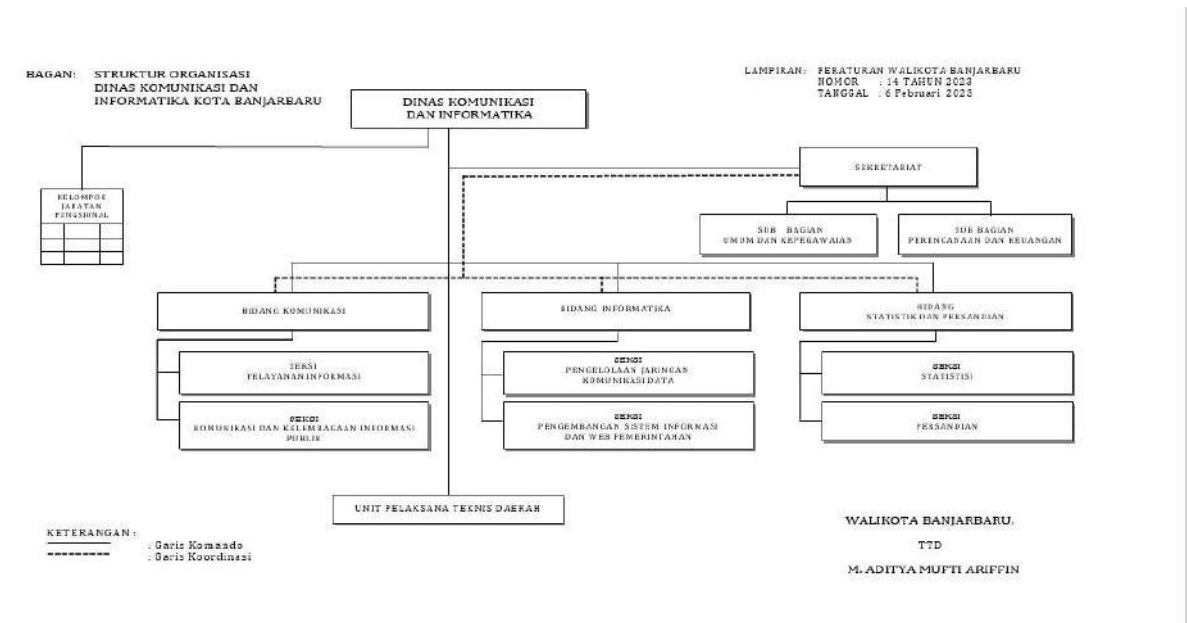 BAGAN: STRUKTUR ORGANISASI
DINAS KOMUNIKASI DAN
INFORMATIKA KOTA BANJARBARU
LAMPIRAN: PERATURAN WALIKOTA BANJARBARU
NOMOR : 14 TAHUN 2023
TANGGAL : 6 Februari 2023
DINAS KOMUNIKASI
DAN INFORMATIKA
KELOMPOK
JABATAN
FUNGSIONAL
SEKRETARIAT
SUB BAGIAN
UMUM DAN KEPEGAWAIAN
SUB BAGIAN
PERENCANAAN DAN KEUANGAN
BIDANG KOMUNIKASI
BIDANG INFORMATIKA
BIDANG
STATISTIK DAN PERSANDIAN
SEKSI
PELAYANAN INFORMASI
SEKSI
PENGELOLAAN JARINGAN
KOMUNIKASI DATA
SEKSI
STATISTISI
SEKSI
KOMUNIKASI DAN KELEMBAGAAN INFORMASI
PUBLIK
SEKSI
PENGEMBANGAN SISTEM INFORMASI
DAN WEB PEMERINTAHAN
SEKSI
PERSANDIAN
UNIT PELAKSANA TEKNIS DAERAH
KETERANGAN :
: Garis Komando
: Garis Koordinasi
WALIKOTA BANJARBARU,
TTD
M. ADITYA MUFTI ARIFFIN